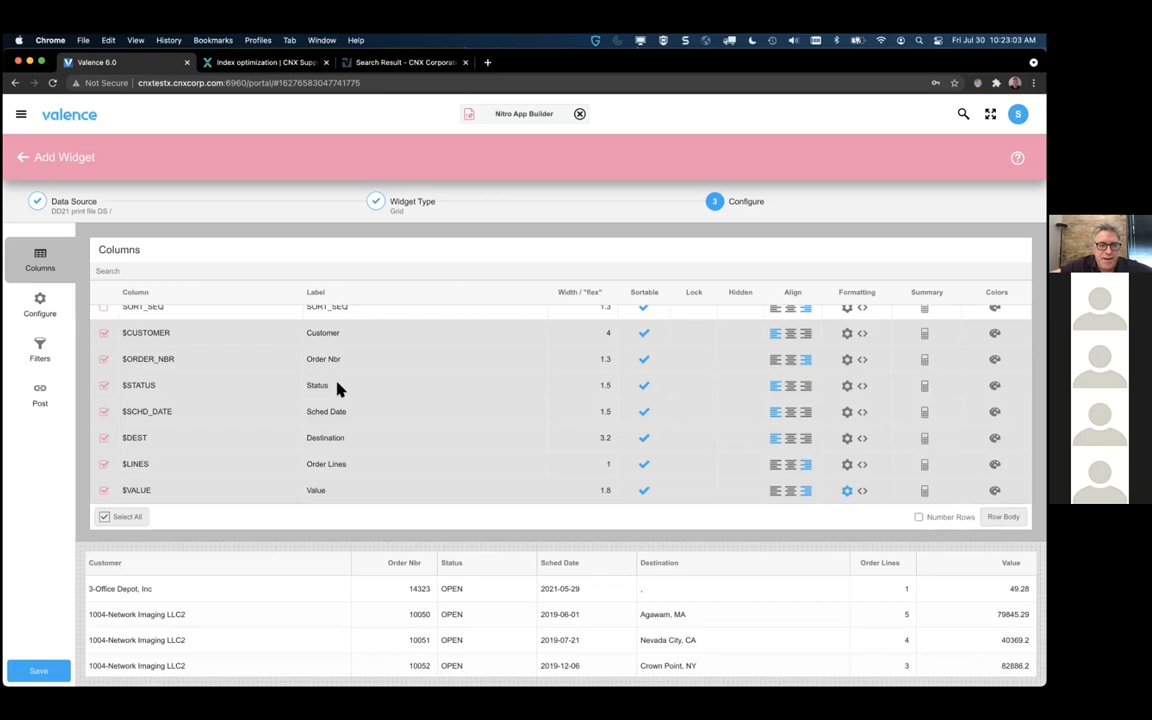 Chrome File Edit View History Bookmarks Profiles Tab Window Help Fri Jul 30 10:23:03 AM
Valence 6.0 Index optimization | CNX Supp Search Result – CNX Corporati
Not Secure cnxtestx.cnxcorp.com:6960/portal/#16276583047741775
valence Nitro App Builder S
Add Widget
Data Source
DD21 print file DS /
Widget Type
Grid
3 Configure
Columns
Configure
Filters
Post
Save
Columns
Search
Column Label Width / "flex" Sortable Lock Hidden Align Formatting Summary Colors
SORT_SEQ SORT_SEQ 1.3
$CUSTOMER Customer 4
$ORDER_NBR Order Nbr 1.3
$STATUS Status 1.5
$SCHD_DATE Sched Date 1.5
$DEST Destination 3.2
$LINES Order Lines 1
$VALUE Value 1.8
Select All Number Rows Row Body
Customer Order Nbr Status Sched Date Destination Order Lines Value
3-Office Depot, Inc 14323 OPEN 2021-05-29 , 1 49.28
1004-Network Imaging LLC2 10050 OPEN 2019-06-01 Agawam, MA 5 79845.29
1004-Network Imaging LLC2 10051 OPEN 2019-07-21 Nevada City, CA 4 40369.2
1004-Network Imaging LLC2 10052 OPEN 2019-12-06 Crown Point, NY 3 82886.2